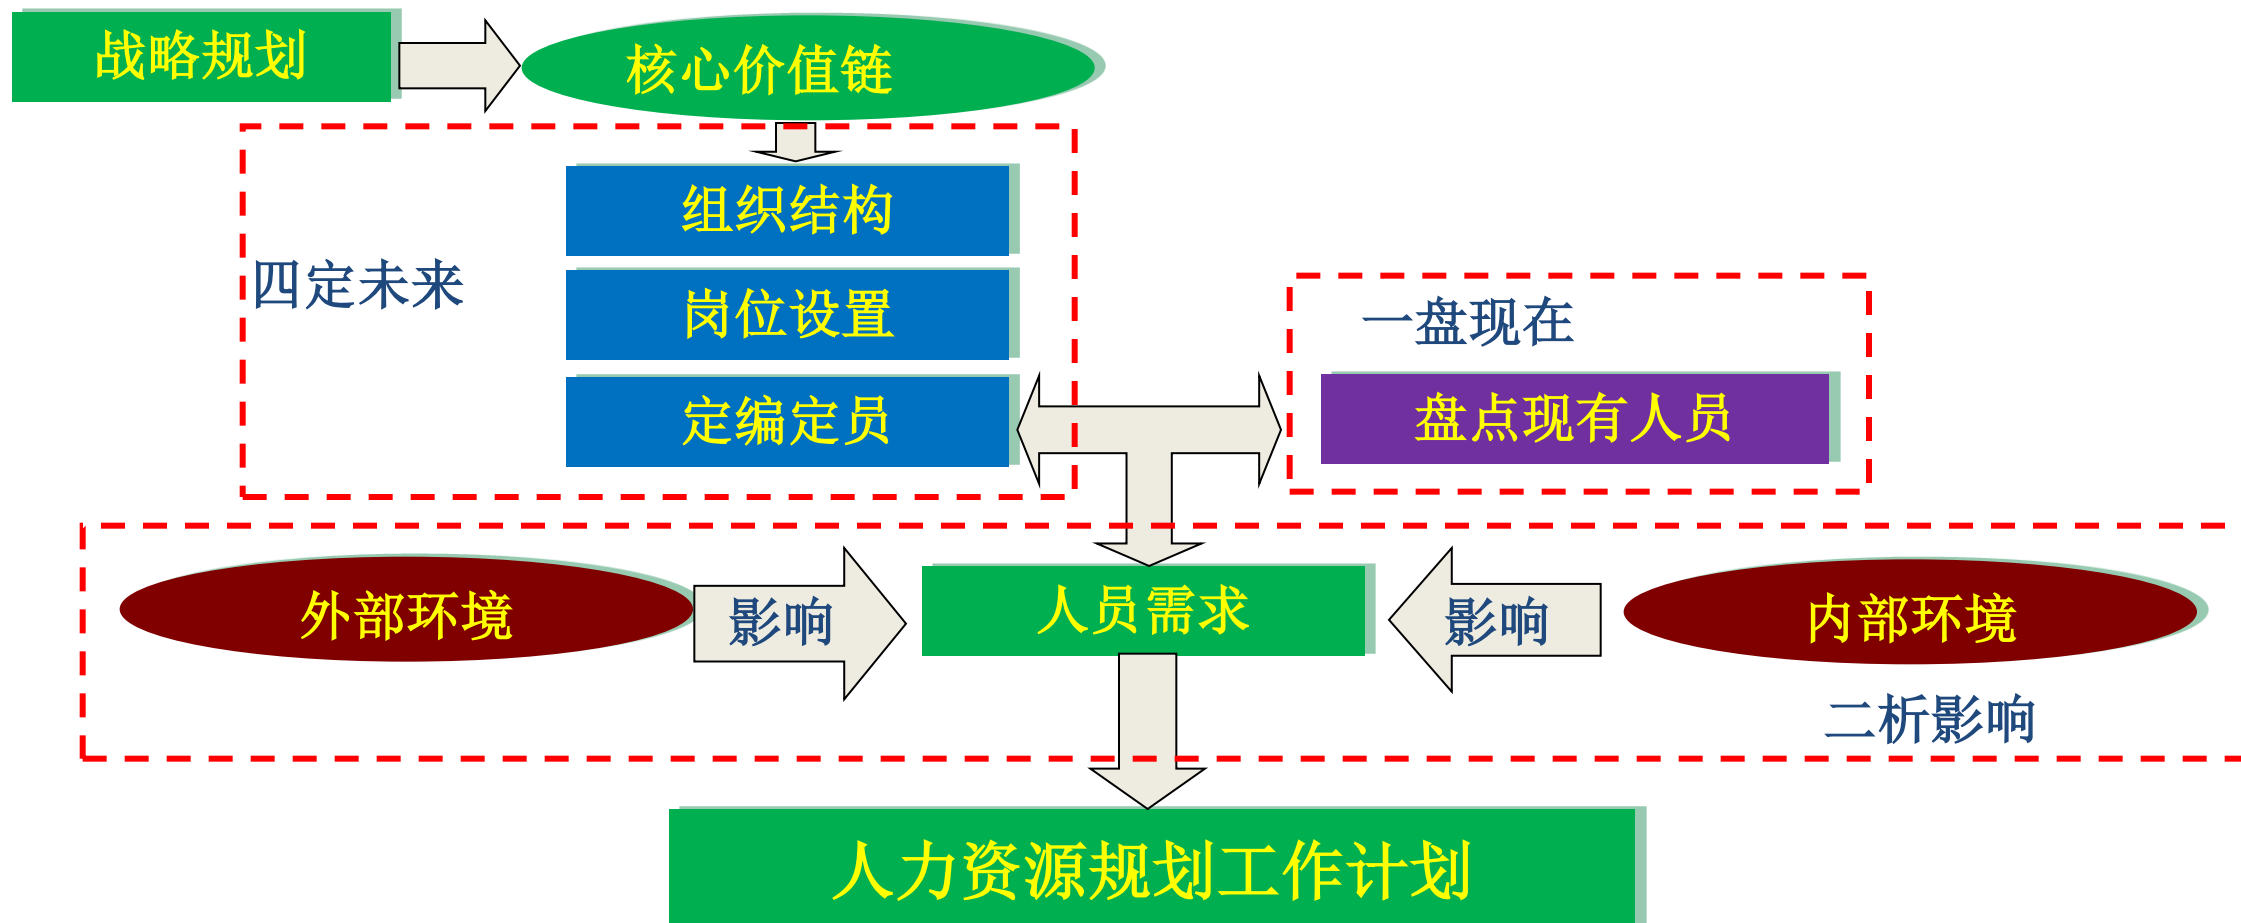 战略规划
核心价值链
组织结构
四定未来
岗位设置
一盘现在
定编定员
盘点现有人员
外部环境
影响
人员需求
影响
内部环境
二析影响
人力资源规划工作计划